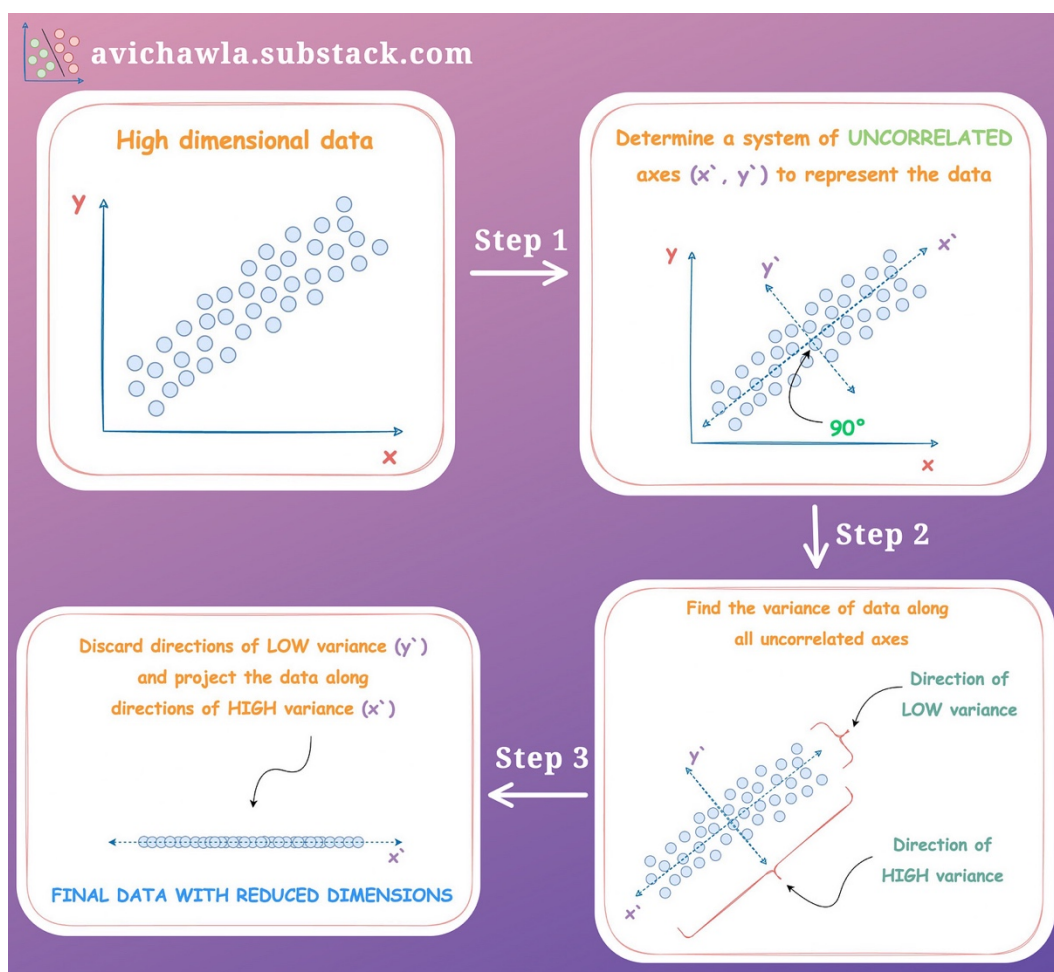 avichawla.substack.com
High dimensional data
y
x
Step 1
Determine a system of UNCORRELATED
axes (x`, y`) to represent the data
y
x`
y`
90°
x
Step 2
Find the variance of data along
all uncorrelated axes
Direction of
LOW variance
y`
Direction of
HIGH variance
x`
Step 3
Discard directions of LOW variance (y`)
and project the data along
directions of HIGH variance (x`)
x`
FINAL DATA WITH REDUCED DIMENSIONS